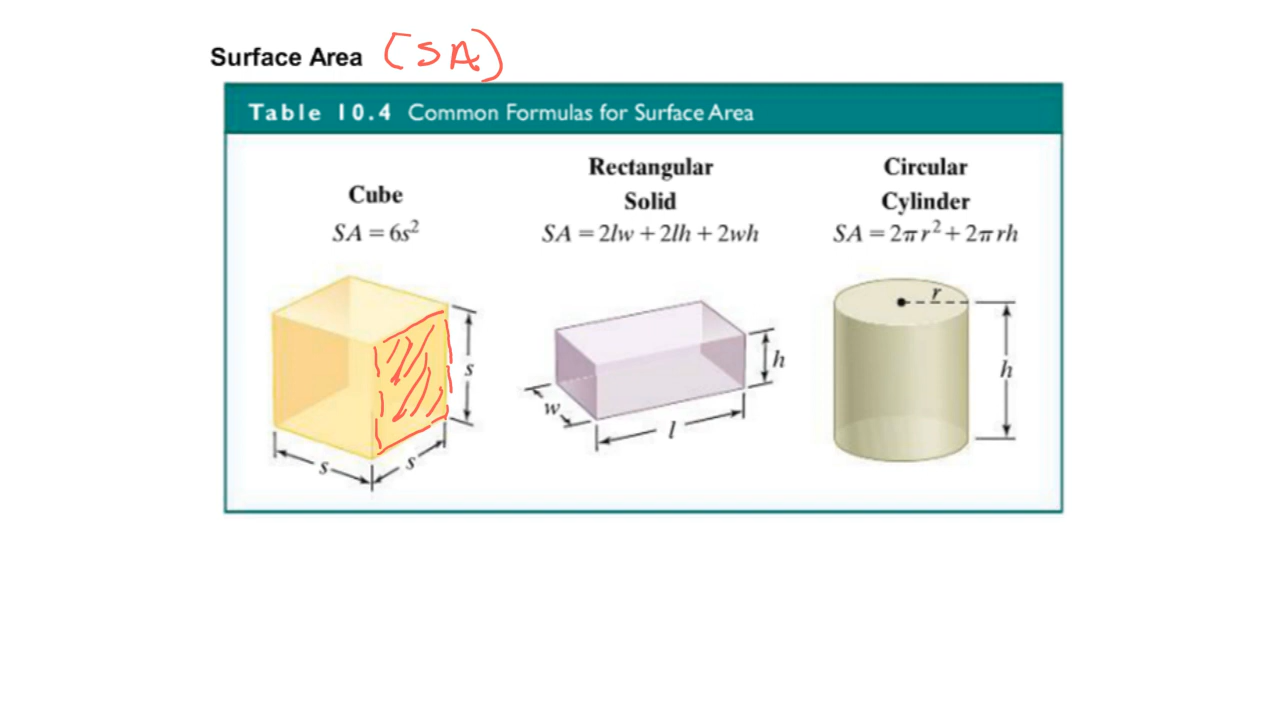 Surface Area (SA)
Table 10.4 Common Formulas for Surface Area
Cube
SA = 6s²
s
s
s
Rectangular
Solid
SA = 2lw + 2lh + 2wh
h
w
l
Circular
Cylinder
SA = 2πr² + 2πrh
r
h